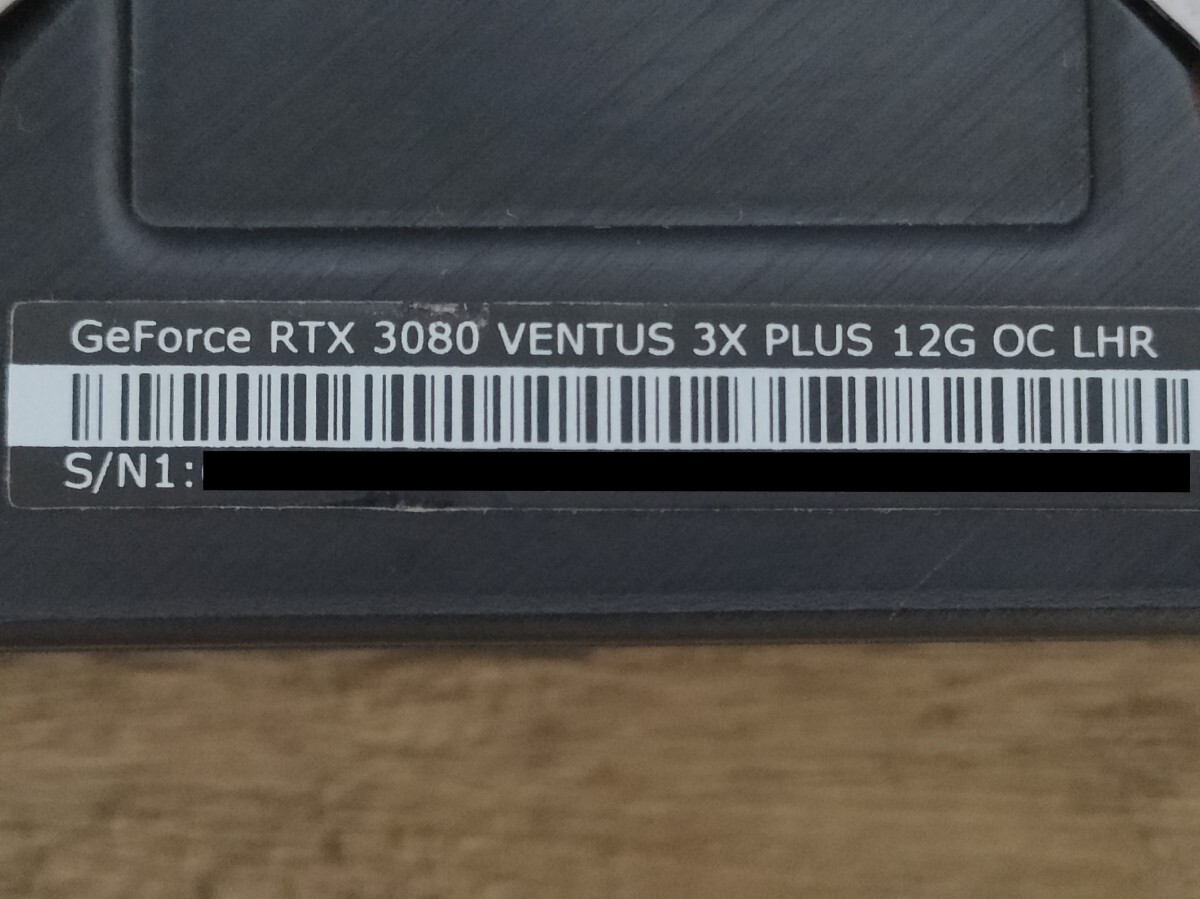 GeForce RTX 3080 VENTUS 3X PLUS 12G OC LHR
S/N1: